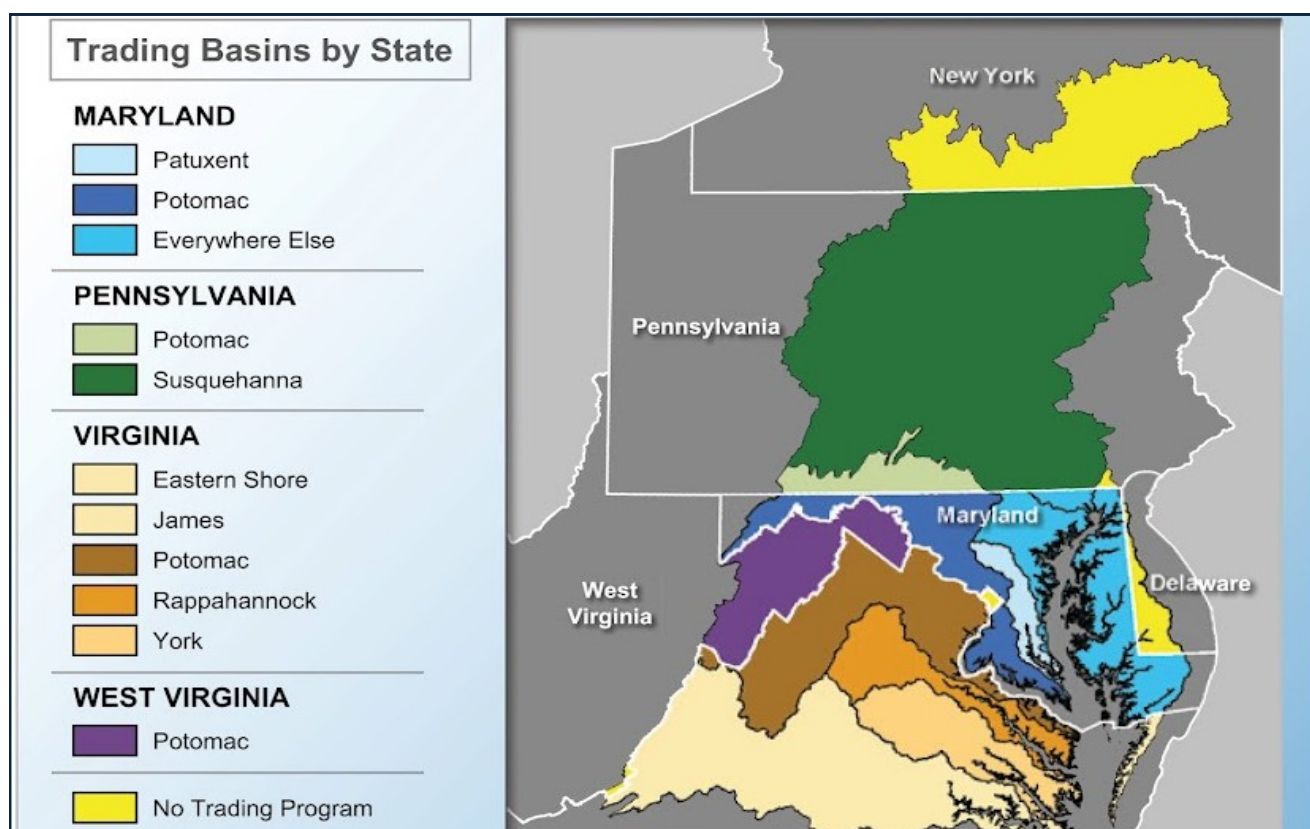 Trading Basins by State
MARYLAND
Patuxent
Potomac
Everywhere Else
PENNSYLVANIA
Potomac
Susquehanna
VIRGINIA
Eastern Shore
James
Potomac
Rappahannock
York
WEST VIRGINIA
Potomac
No Trading Program
New York
Pennsylvania
Maryland
Delaware
West
Virginia